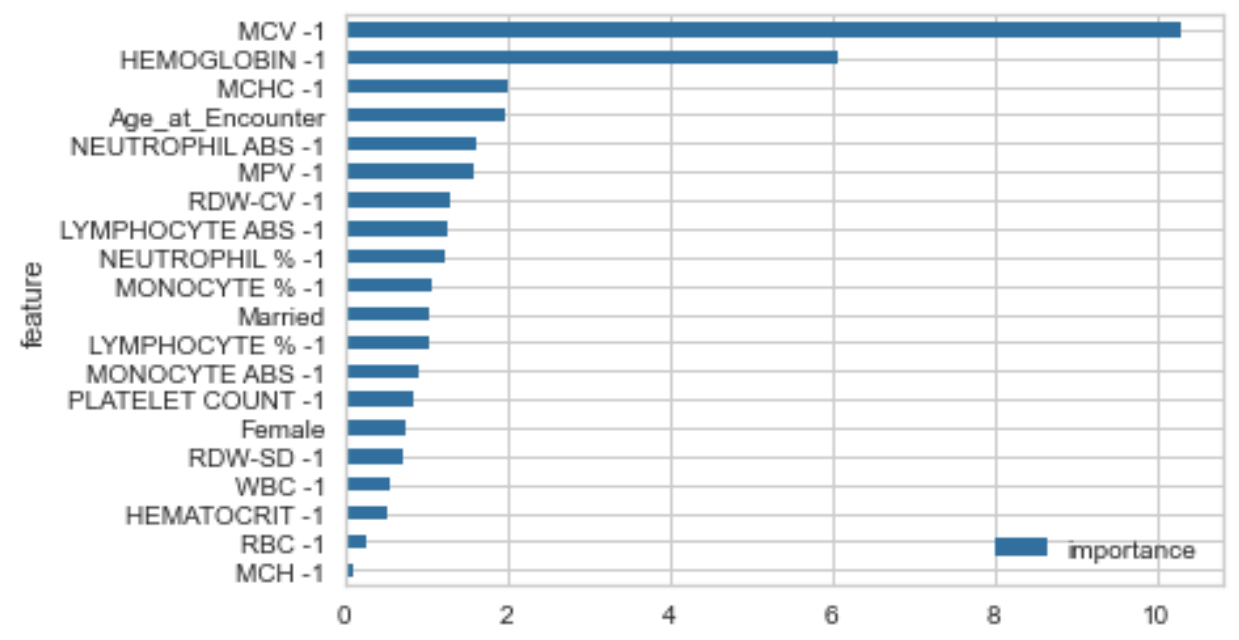 MCV -1
HEMOGLOBIN -1
MCHC -1
Age_at_Encounter
NEUTROPHIL ABS -1
MPV -1
RDW-CV -1
LYMPHOCYTE ABS -1
NEUTROPHIL % -1
MONOCYTE % -1
Married
LYMPHOCYTE % -1
MONOCYTE ABS -1
PLATELET COUNT -1
Female
RDW-SD -1
WBC -1
HEMATOCRIT -1
RBC -1
MCH -1
feature
importance
0 2 4 6 8 10